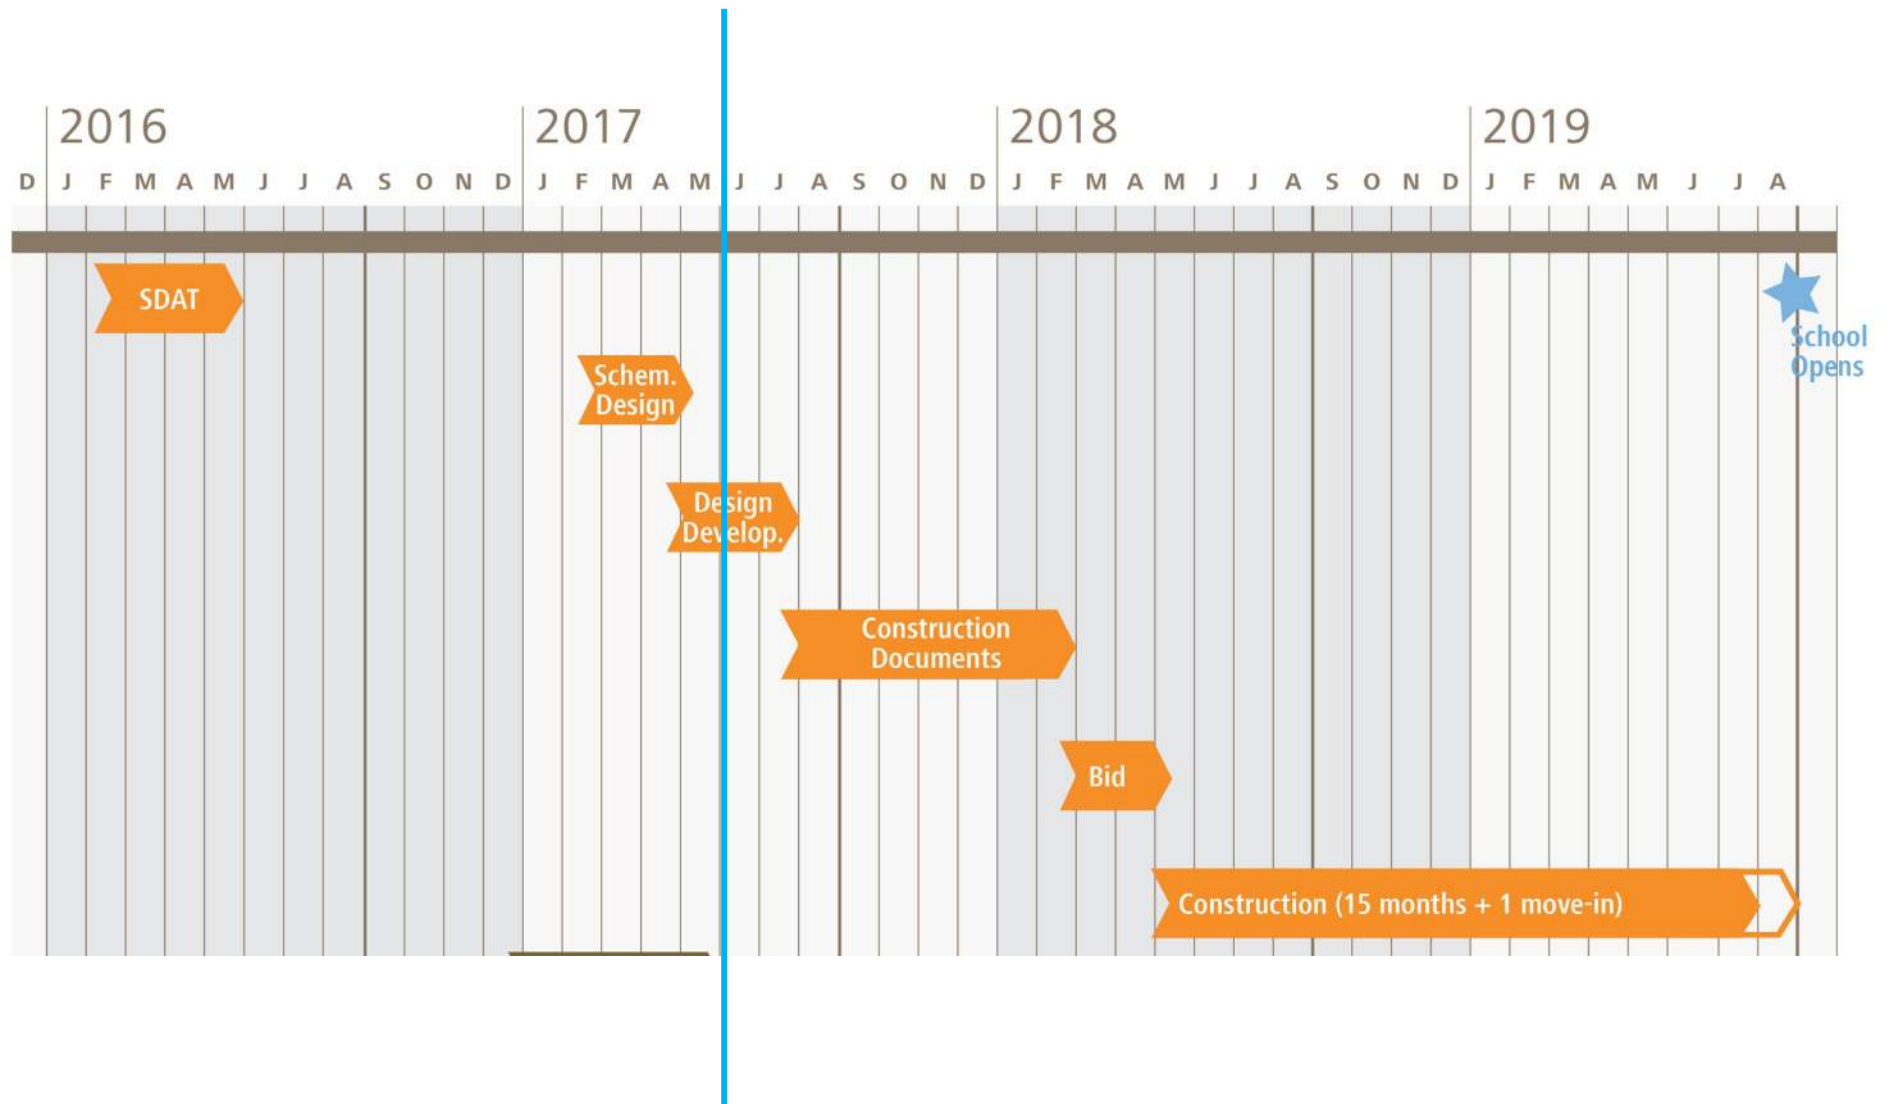 2016 2017 2018 2019
D J F M A M J J A S O N D J F M A M J J A S O N D J F M A M J J A S O N D J F M A M J J A
SDAT
School
Opens
Schem.
Design
Design
Develop.
Construction
Documents
Bid
Construction (15 months + 1 move-in)